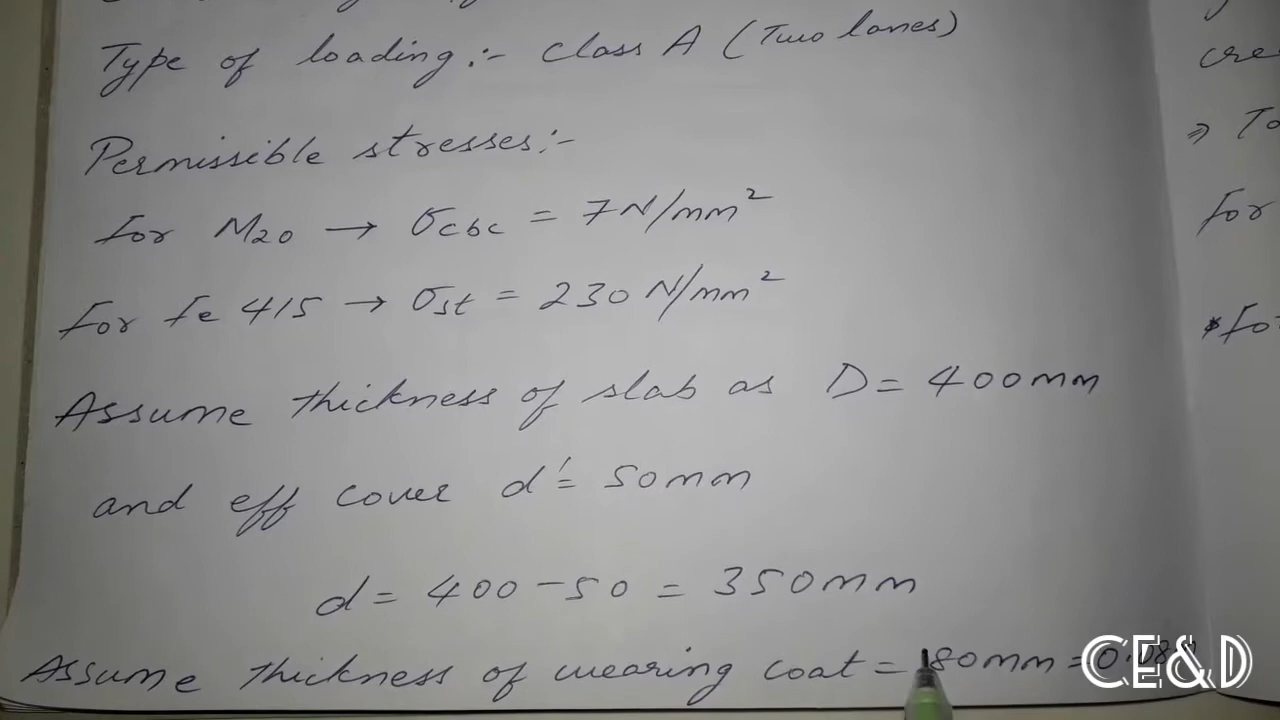 Type of loading :- Class A (Two lanes)
Permissible stresses :-
for M20 → σcbc = 7N/mm²
for fe 415 → σst = 230 N/mm²
Assume thickness of slab as D = 400mm
and eff cover d' = 50mm
d = 400 - 50 = 350mm
Assume thickness of wearing coat = 80mm =
CE&D
for